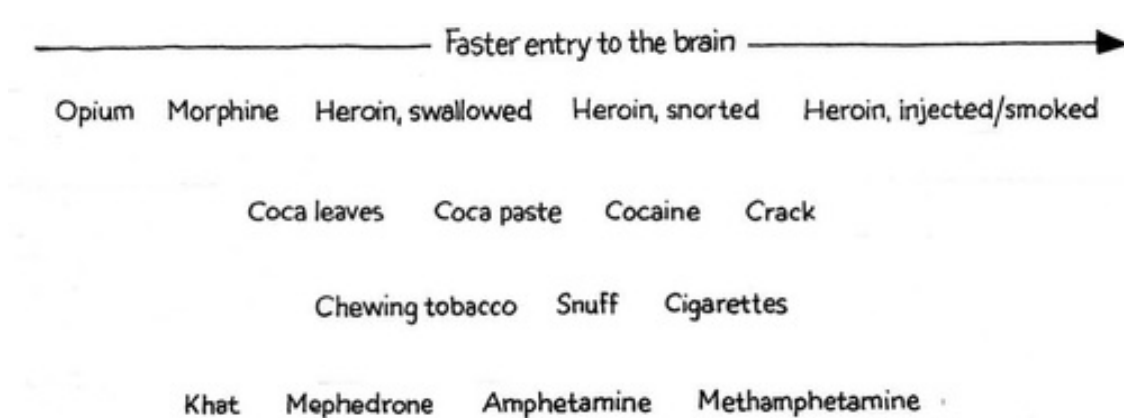 Faster entry to the brain
Opium Morphine Heroin, swallowed Heroin, snorted Heroin, injected/smoked
Coca leaves Coca paste Cocaine Crack
Chewing tobacco Snuff Cigarettes
Khat Mephedrone Amphetamine Methamphetamine